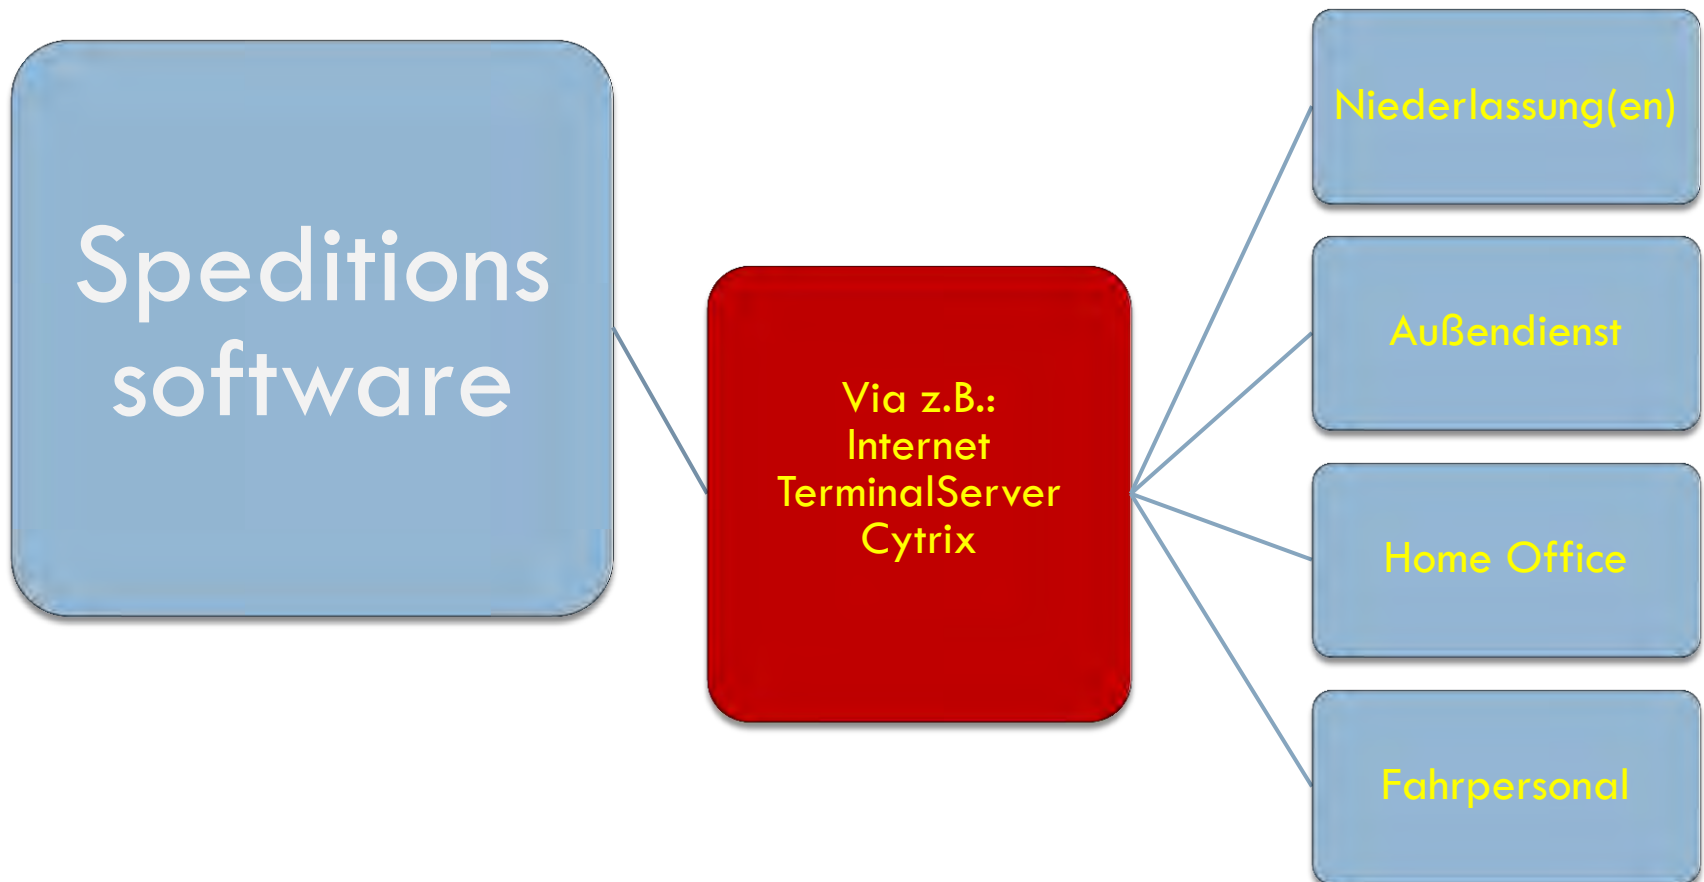 Speditions
software
Via z.B.:
Internet
TerminalServer
Cytrix
Niederlassung(en)
Außendienst
Home Office
Fahrpersonal